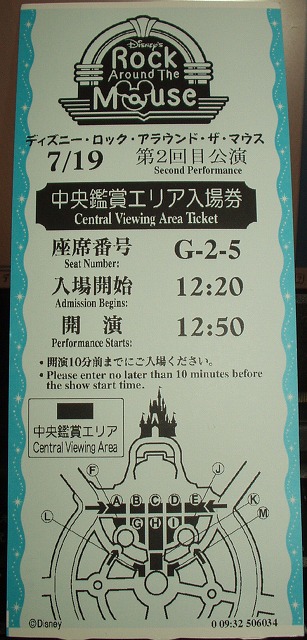 Disney's
Rock
Around The
Mouse
ディズニー・ロック・アラウンド・ザ・マウス
7/19 第2回目公演
Second Performance
中央鑑賞エリア入場券
Central Viewing Area Ticket
座席番号 G-2-5
Seat Number:
入場開始 12:20
Admission Begins:
開演 12:50
Performance Starts:
・開演10分前までにご入場ください。
・Please enter no later than 10 minutes before
the show start time.
中央鑑賞エリア
Central Viewing Area
F J
A B C D E
G H I
K
L M
©Disney 0 09:32 506034